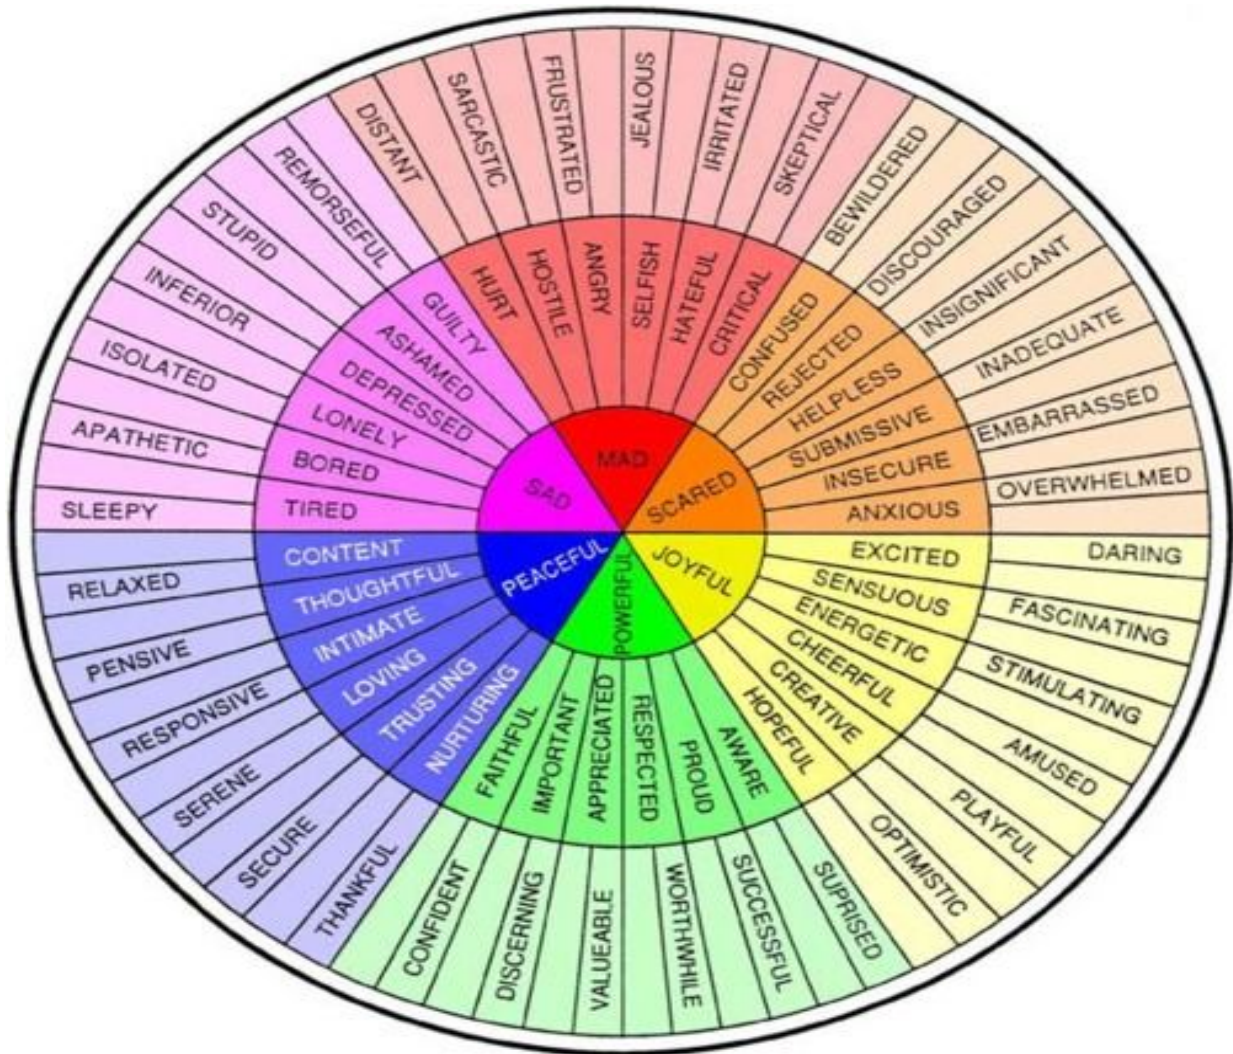 MAD
SCARED
JOYFUL
POWERFUL
PEACEFUL
SAD
HURT
HOSTILE
ANGRY
SELFISH
HATEFUL
CRITICAL
CONFUSED
REJECTED
HELPLESS
SUBMISSIVE
INSECURE
ANXIOUS
EXCITED
SENSUOUS
ENERGETIC
CHEERFUL
CREATIVE
HOPEFUL
AWARE
PROUD
RESPECTED
APPRECIATED
IMPORTANT
FAITHFUL
NURTURING
TRUSTING
LOVING
INTIMATE
THOUGHTFUL
CONTENT
TIRED
BORED
LONELY
DEPRESSED
ASHAMED
GUILTY
DISTANT
SARCASTIC
FRUSTRATED
JEALOUS
IRRITATED
SKEPTICAL
BEWILDERED
DISCOURAGED
INSIGNIFICANT
INADEQUATE
EMBARRASSED
OVERWHELMED
DARING
FASCINATING
STIMULATING
AMUSED
PLAYFUL
OPTIMISTIC
SUPRISED
SUCCESSFUL
WORTHWHILE
VALUEABLE
DISCERNING
CONFIDENT
THANKFUL
SECURE
SERENE
RESPONSIVE
PENSIVE
RELAXED
SLEEPY
APATHETIC
ISOLATED
INFERIOR
STUPID
REMORSEFUL